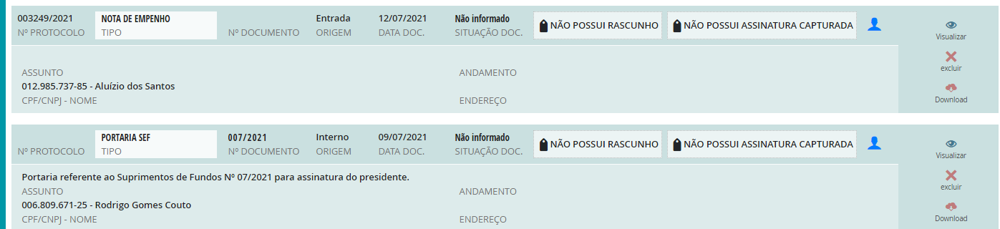 003249/2021 NOTA DE EMPENHO Entrada 12/07/2021 Não informado NÃO POSSUI RASCUNHO NÃO POSSUI ASSINATURA CAPTURADA
Nº PROTOCOLO TIPO Nº DOCUMENTO ORIGEM DATA DOC. SITUAÇÃO DOC.
Visualizar
excluir
Download
ASSUNTO ANDAMENTO
012.985.737-85 - Aluízio dos Santos
CPF/CNPJ - NOME ENDEREÇO
PORTARIA SEF 007/2021 Interno 09/07/2021 Não informado NÃO POSSUI RASCUNHO NÃO POSSUI ASSINATURA CAPTURADA
Nº PROTOCOLO TIPO Nº DOCUMENTO ORIGEM DATA DOC. SITUAÇÃO DOC.
Visualizar
excluir
Download
Portaria referente ao Suprimentos de Fundos Nº 07/2021 para assinatura do presidente.
ASSUNTO ANDAMENTO
006.809.671-25 - Rodrigo Gomes Couto
CPF/CNPJ - NOME ENDEREÇO